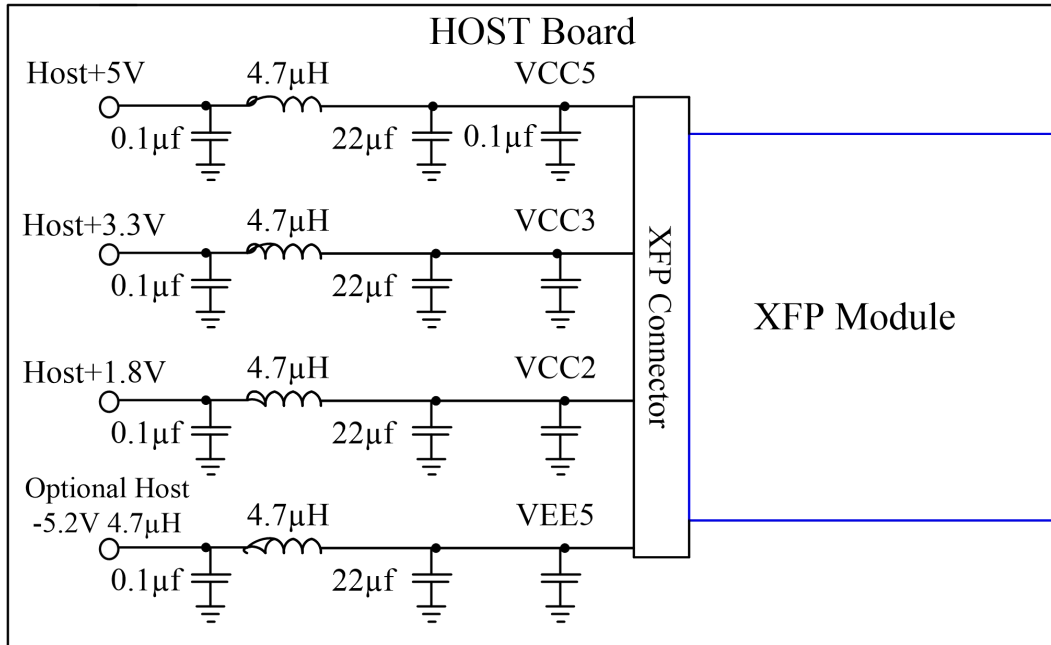 HOST Board
Host+5V
4.7µH
VCC5
0.1µf
22µf
0.1µf
Host+3.3V
4.7µH
VCC3
0.1µf
22µf
XFP Connector
XFP Module
Host+1.8V
4.7µH
VCC2
0.1µf
22µf
Optional Host
-5.2V 4.7µH
4.7µH
VEE5
0.1µf
22µf